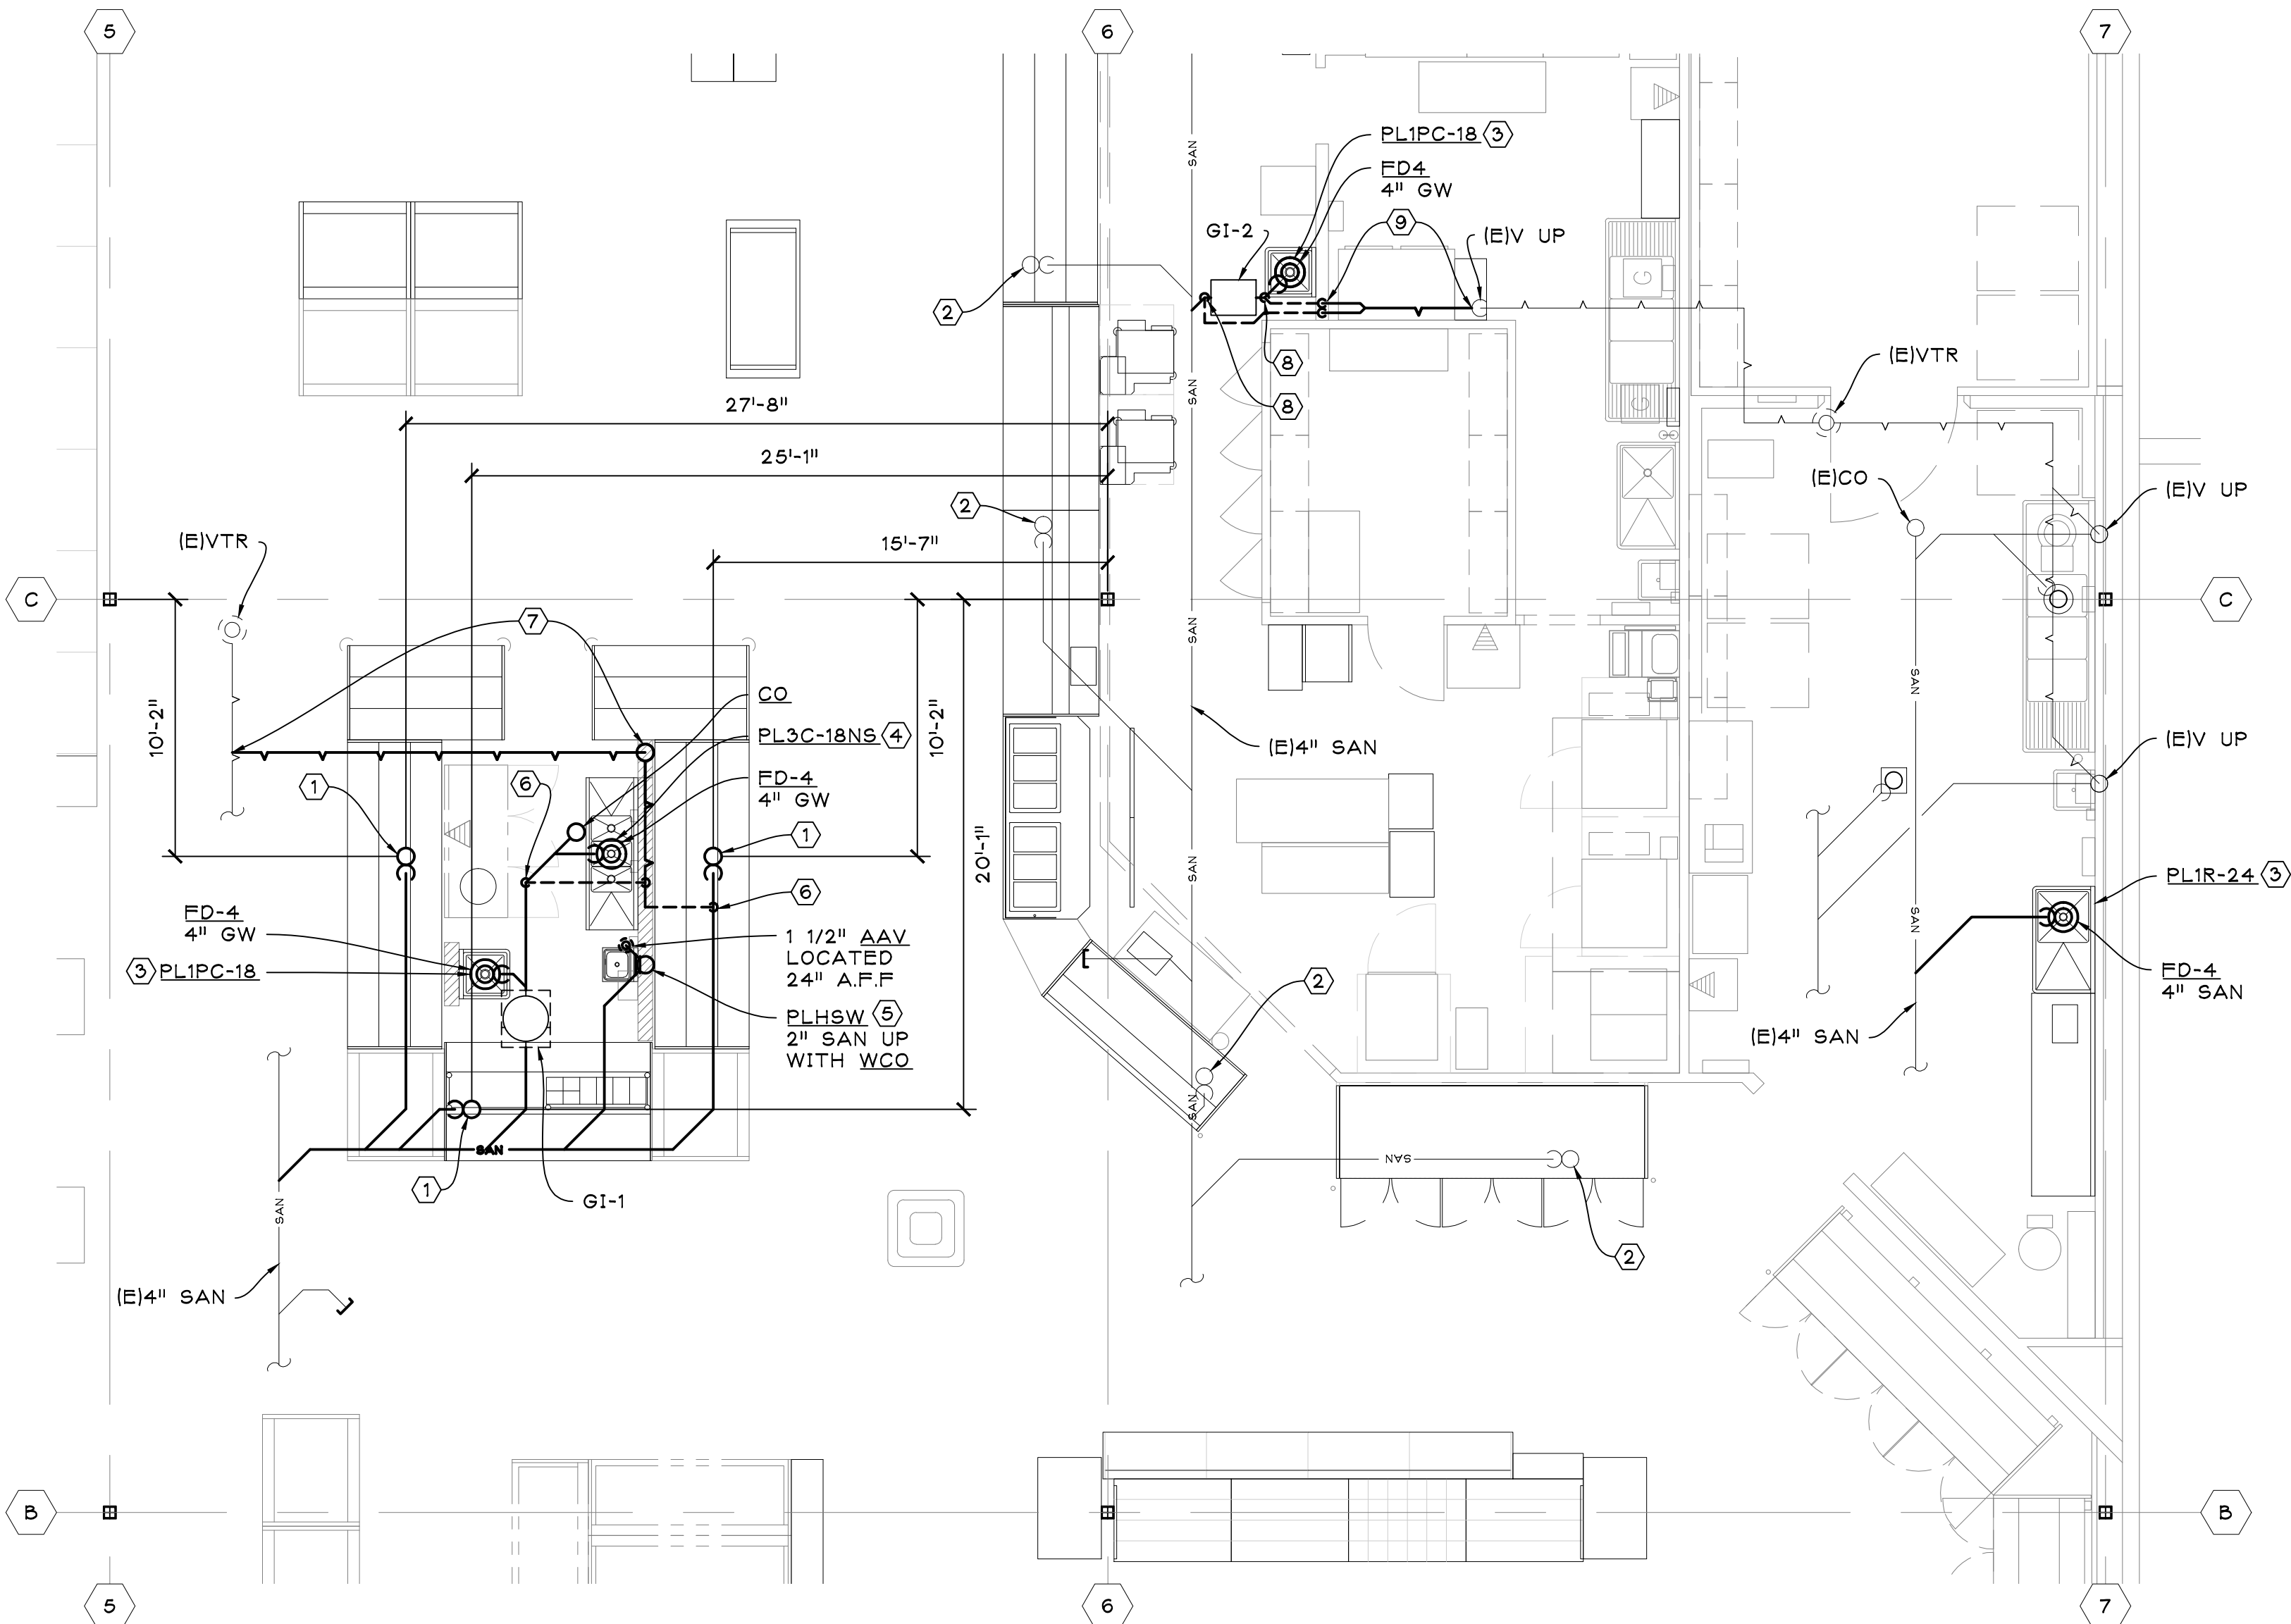 5
6
7
SAN
PL1PC-18 3
FD4
4" GW
9
GI-2
(E)V UP
G
2
8
8
(E)VTR
27'-8"
SAN
G
25'-1"
(E)CO
(E)V UP
2
(E)VTR
15'-7"
C
C
7
SAN
SAN
CO
10'-2"
10'-2"
PL3C-18NS 4
(E)4" SAN
(E)V UP
6
FD-4
4" GW
1
1
20'-1"
SAN
PL1R-24 3
6
FD-4
4" GW
SAN
1 1/2" AAV
LOCATED
24" A.F.F
3 PL1PC-18
FD-4
4" SAN
2
PLHSW 5
2" SAN UP
WITH WCO
(E)4" SAN
SAN
SAN
SAN
1
GI-1
SAN
2
(E)4" SAN
B
B
5
6
7